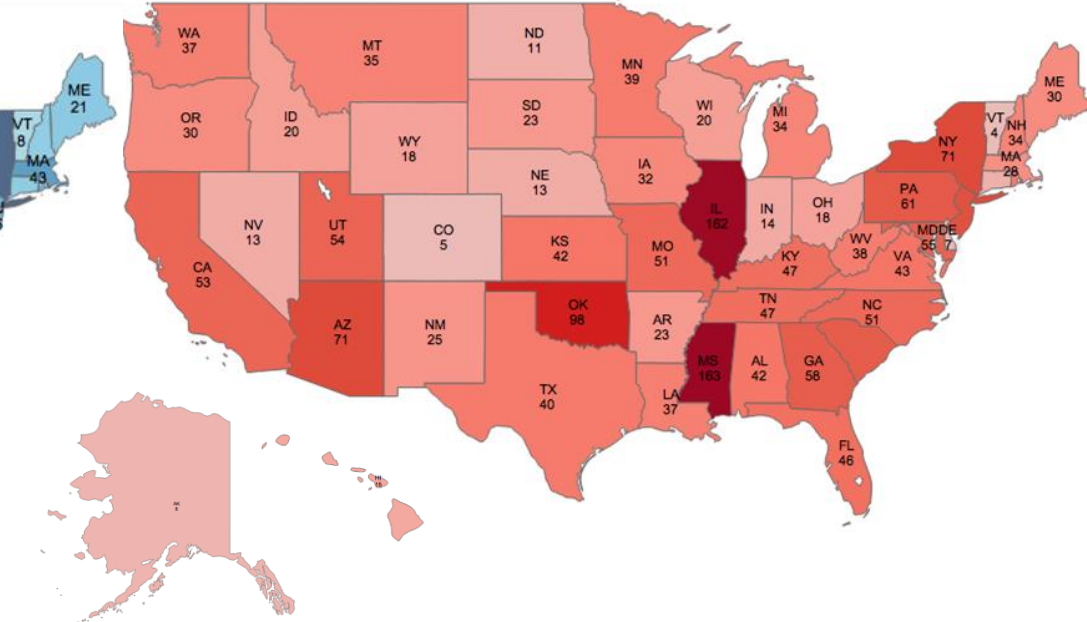 ME
21
VT
8
MA
43
WA
37
MT
35
ND
11
MN
39
OR
30
ID
20
WY
18
SD
23
WI
20
MI
34
NY
71
VT
4
NH
34
ME
30
MA
28
NV
13
UT
54
CO
5
NE
13
IA
32
IL
162
IN
14
OH
18
PA
61
MD
55
DE
7
CA
53
KS
42
MO
51
KY
47
WV
38
VA
43
AZ
71
NM
25
OK
98
AR
23
TN
47
NC
51
TX
40
LA
37
MS
163
AL
42
GA
58
FL
46
HI